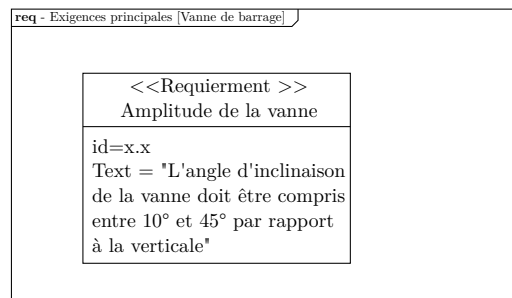 req - Exigences principales [Vanne de barrage]
<<Requierment >>
Amplitude de la vanne
id=x.x
Text = "L'angle d'inclinaison
de la vanne doit être compris
entre 10° et 45° par rapport
à la verticale"